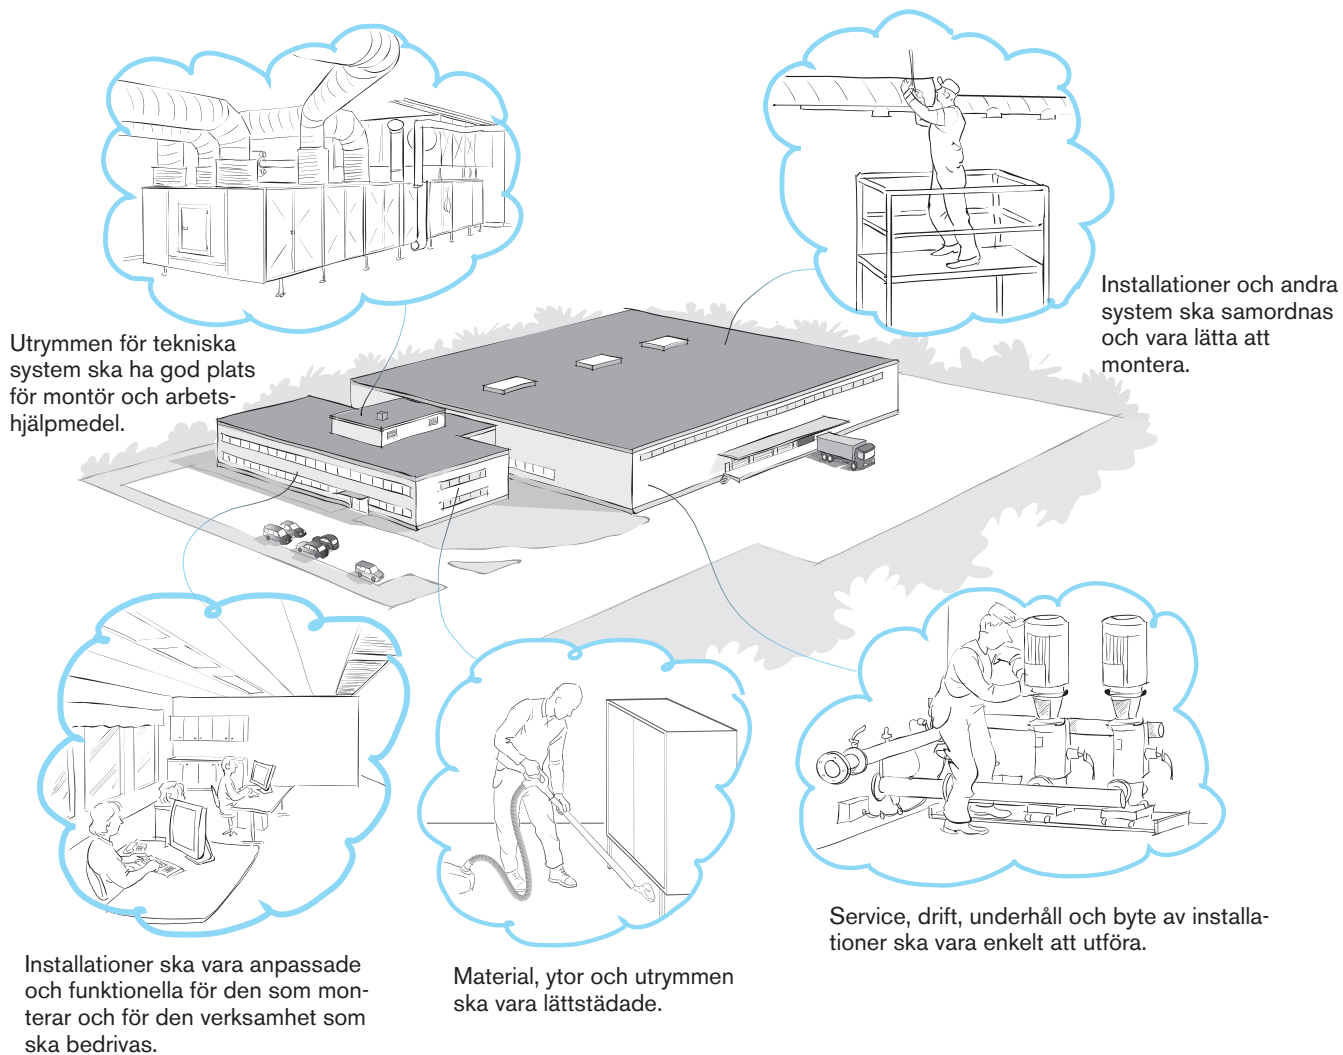 Utrymmen för tekniska
system ska ha god plats
för montör och arbets-
hjälpmedel.
Installationer och andra
system ska samordnas
och vara lätta att
montera.
Installationer ska vara anpassade
och funktionella för den som mon-
terar och för den verksamhet som
ska bedrivas.
Material, ytor och utrymmen
ska vara lättstädade.
Service, drift, underhåll och byte av installa-
tioner ska vara enkelt att utföra.